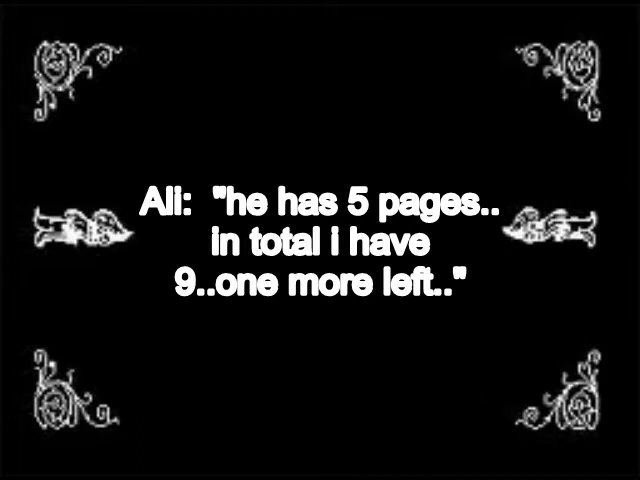 Ali:  "he has 5 pages..
in total i have
9..one more left.."